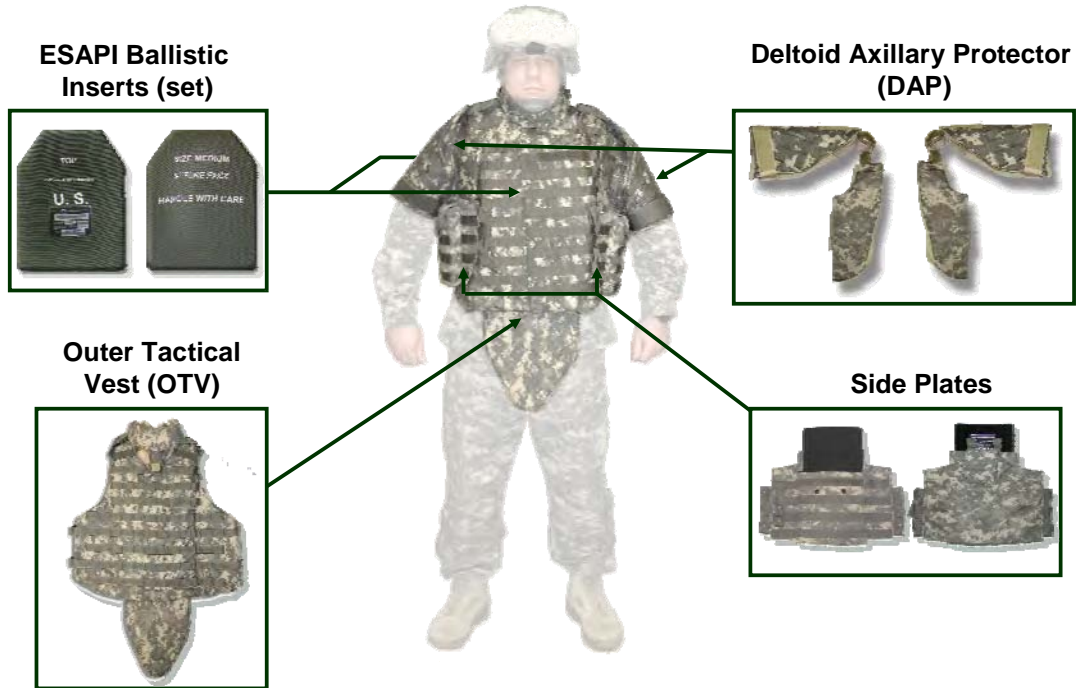 ESAPI Ballistic
Inserts (set)
TOP
U. S.
SIZE MEDIUM
STRIKE FACE
HANDLE WITH CARE
Deltoid Axillary Protector
(DAP)
Outer Tactical
Vest (OTV)
Side Plates